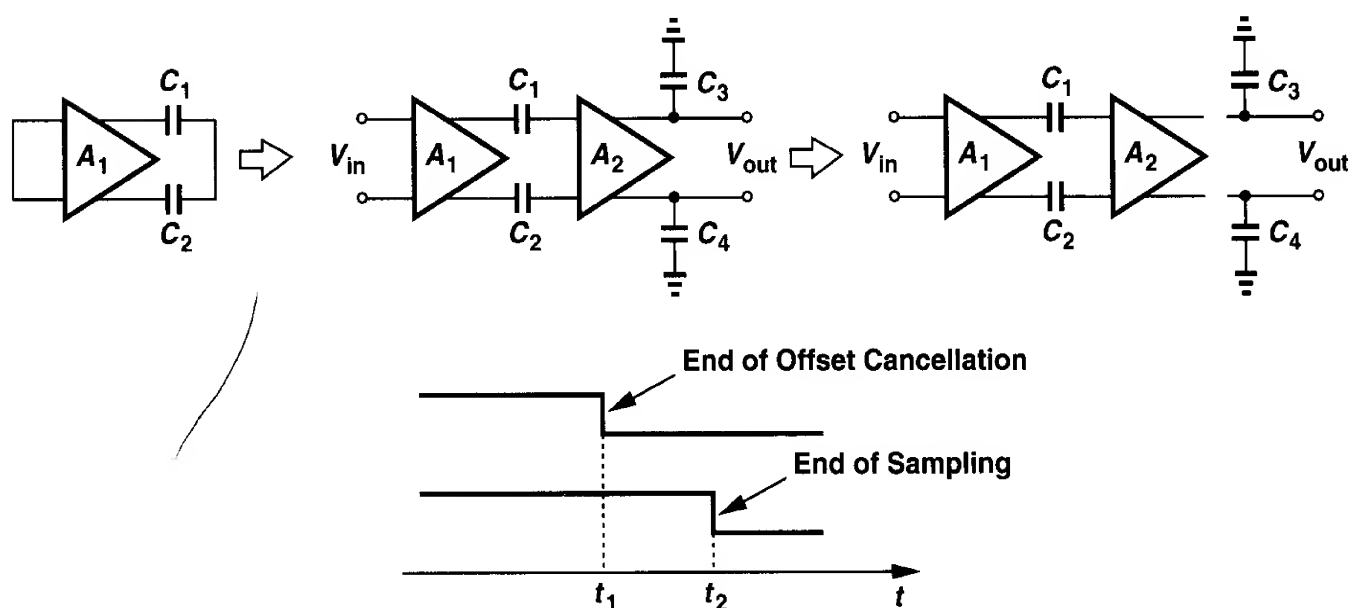 C1
A1
C2
Vin
A1
C1
C2
A2
C3
C4
Vout
Vin
A1
C1
C2
A2
C3
C4
Vout
End of Offset Cancellation
End of Sampling
t1
t2
t